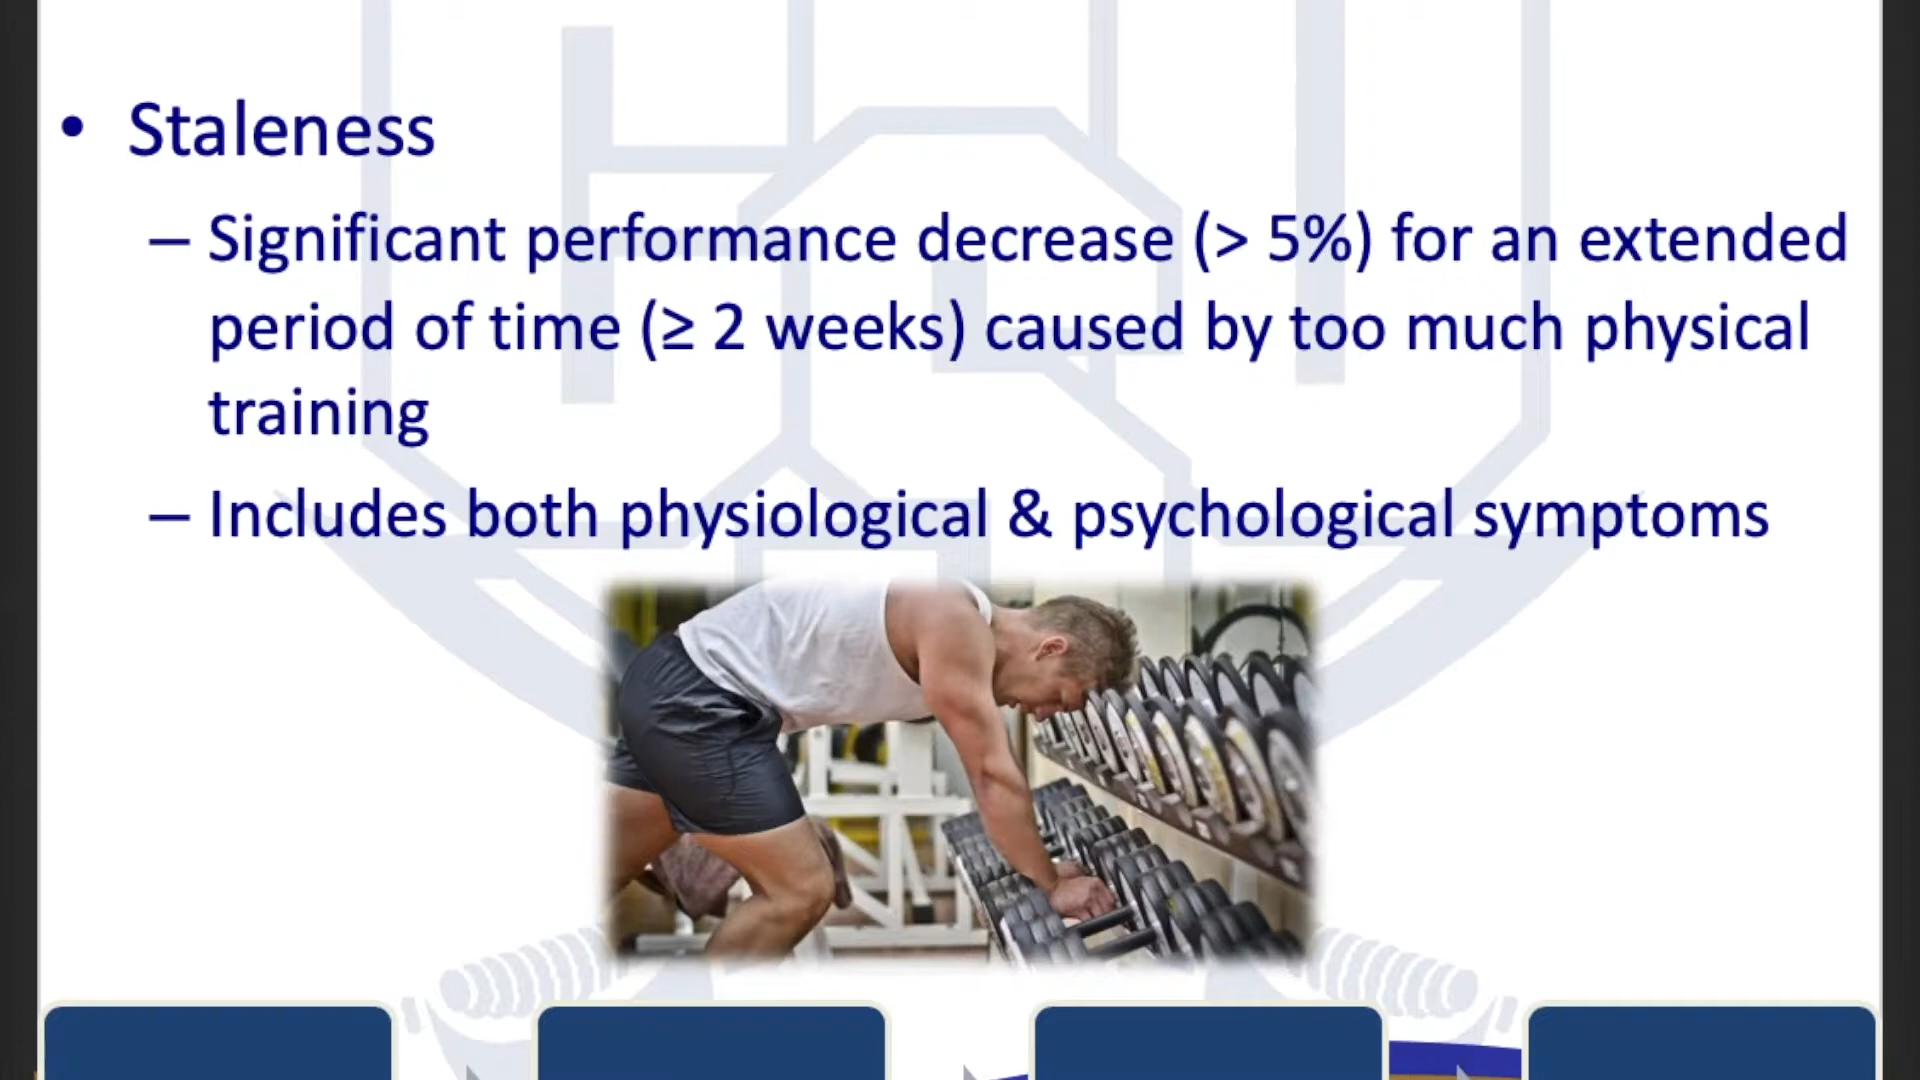 • Staleness
– Significant performance decrease (> 5%) for an extended
period of time (≥ 2 weeks) caused by too much physical
training
– Includes both physiological & psychological symptoms